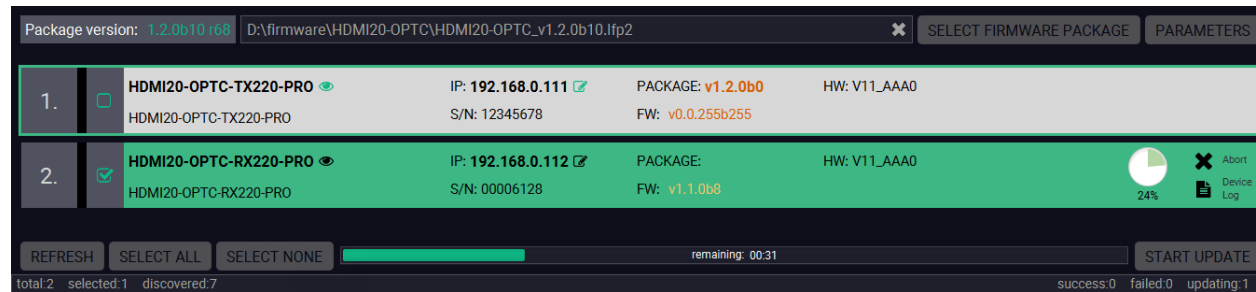 Package version: 1.2.0b10 r68 D:\firmware\HDMI20-OPTC\HDMI20-OPTC_v1.2.0b10.lfp2 SELECT FIRMWARE PACKAGE PARAMETERS
1.
HDMI20-OPTC-TX220-PRO IP: 192.168.0.111 PACKAGE: v1.2.0b0 HW: V11_AAA0
HDMI20-OPTC-TX220-PRO S/N: 12345678 FW: v0.0.255b255
2.
HDMI20-OPTC-RX220-PRO IP: 192.168.0.112 PACKAGE: HW: V11_AAA0
HDMI20-OPTC-RX220-PRO S/N: 00006128 FW: v1.1.0b8
24%
Abort
Device
Log
REFRESH SELECT ALL SELECT NONE remaining: 00:31 START UPDATE
total:2 selected:1 discovered:7 success:0 failed:0 updating:1